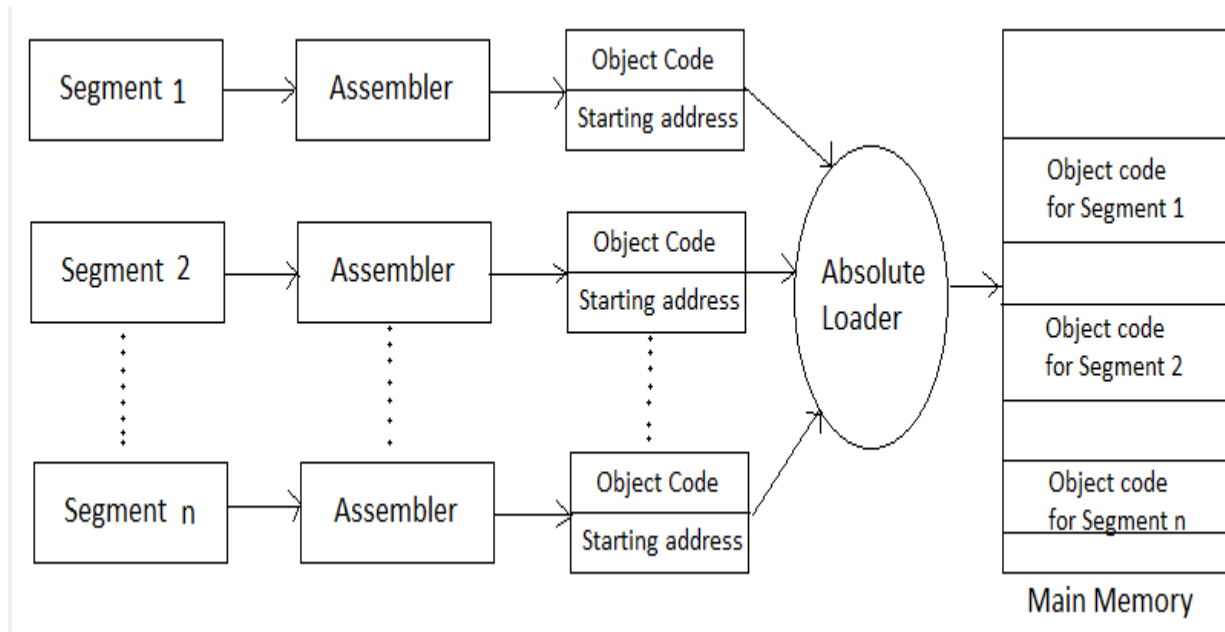 Segment 1
Assembler
Object Code
Starting address
Object code
for Segment 1
Segment 2
Assembler
Object Code
Starting address
Absolute
Loader
Object code
for Segment 2
Segment n
Assembler
Object Code
Starting address
Object code
for Segment n
Main Memory